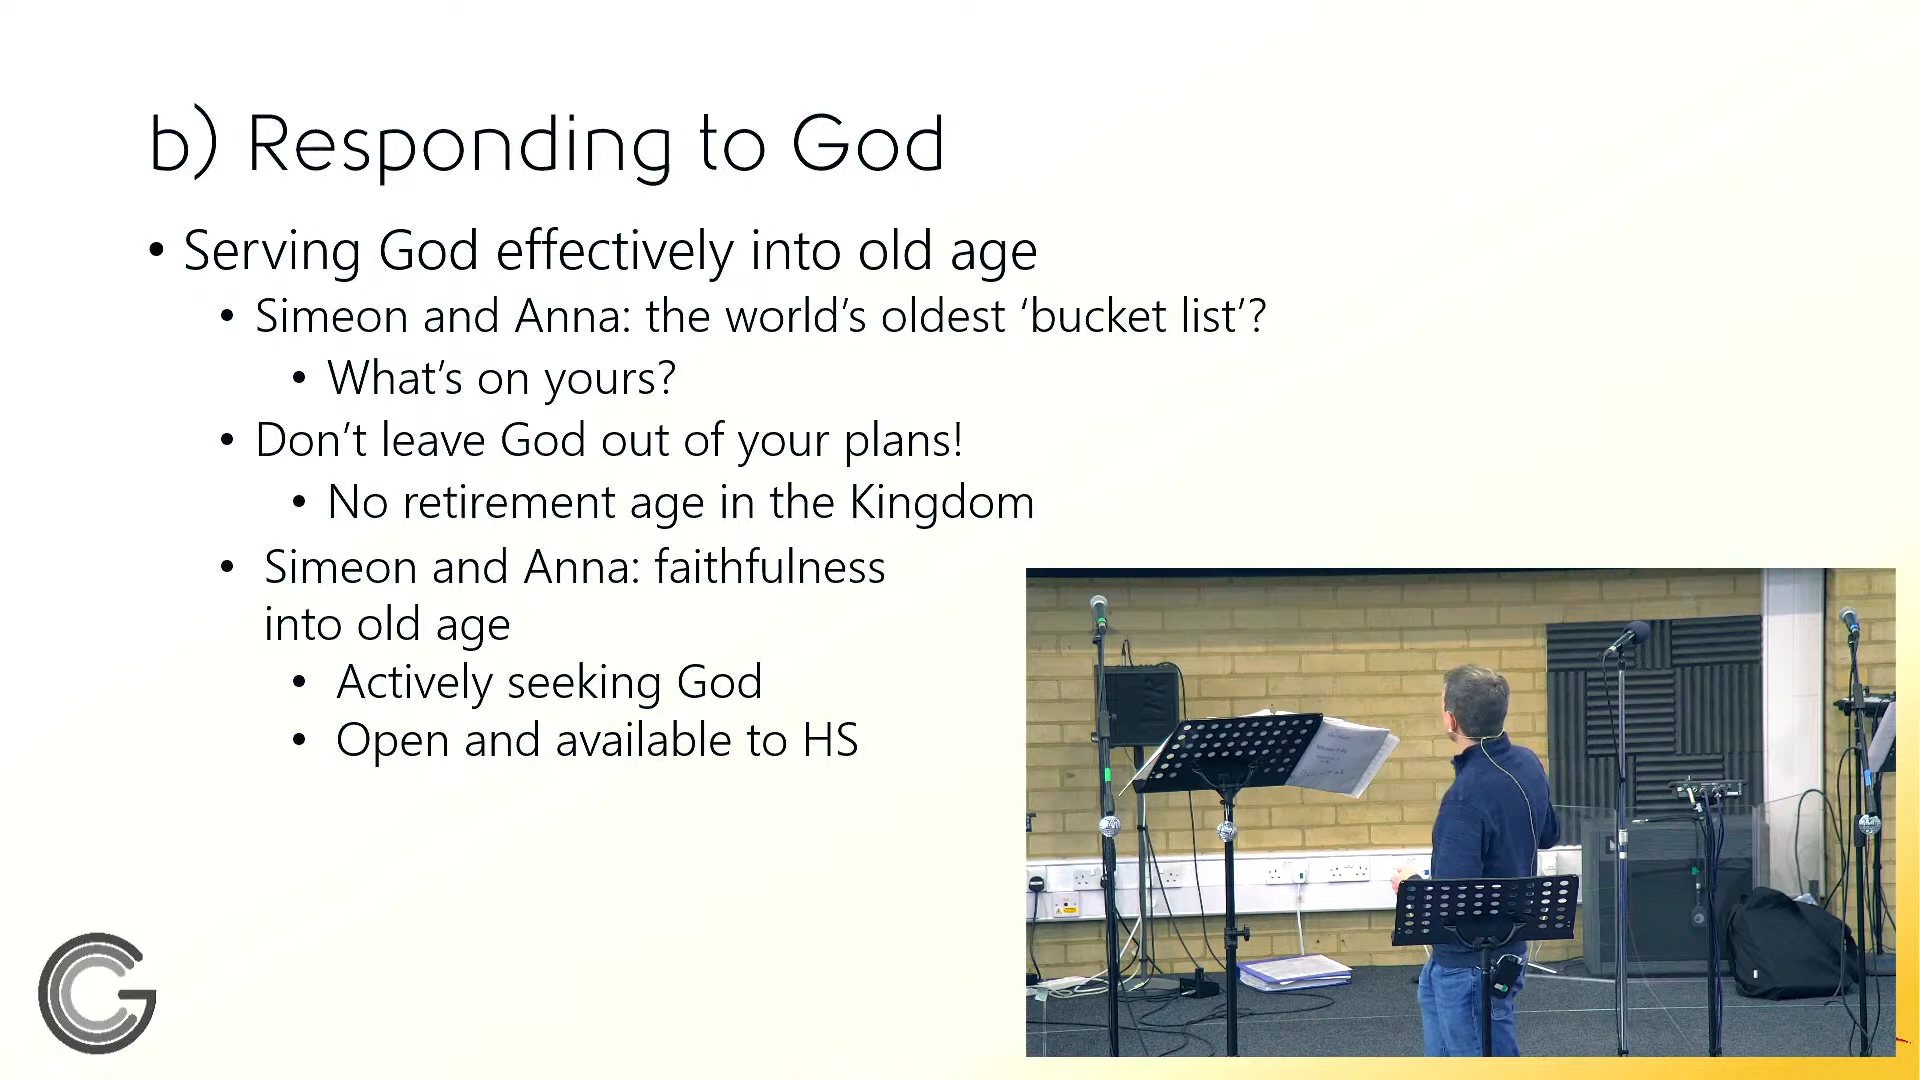 b) Responding to God
• Serving God effectively into old age
• Simeon and Anna: the world’s oldest ‘bucket list’?
• What’s on yours?
• Don’t leave God out of your plans!
• No retirement age in the Kingdom
• Simeon and Anna: faithfulness
into old age
• Actively seeking God
• Open and available to HS